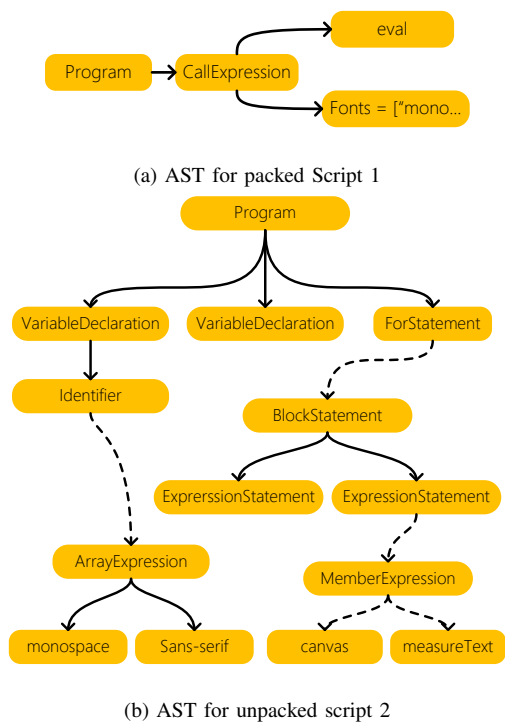 eval
Program
CallExpression
Fonts = [“mono...
(a) AST for packed Script 1
Program
VariableDeclaration
VariableDeclaration
ForStatement
Identifier
BlockStatement
ExprerssionStatement
ExpressionStatement
ArrayExpression
MemberExpression
monospace
Sans-serif
canvas
measureText
(b) AST for unpacked script 2